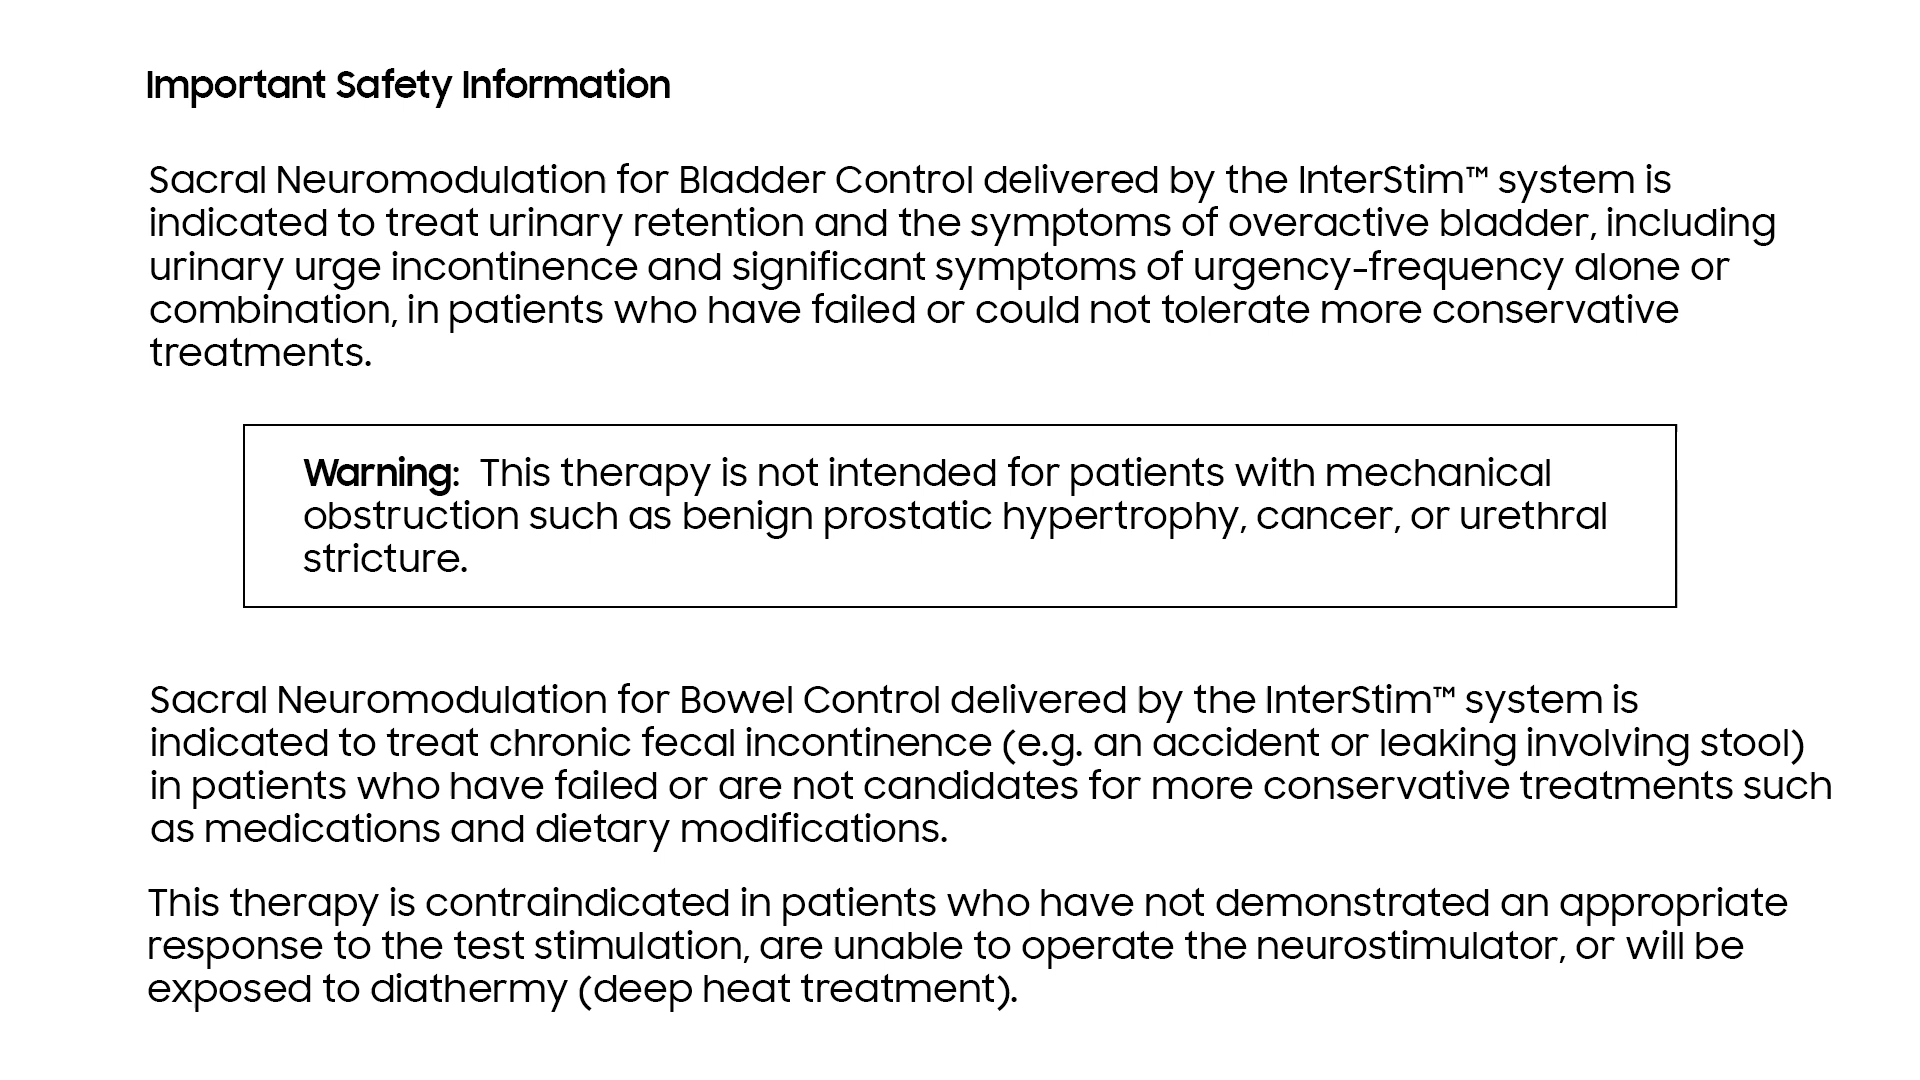 Important Safety Information
Sacral Neuromodulation for Bladder Control delivered by the InterStim™ system is
indicated to treat urinary retention and the symptoms of overactive bladder, including
urinary urge incontinence and significant symptoms of urgency-frequency alone or
combination, in patients who have failed or could not tolerate more conservative
treatments.
Warning: This therapy is not intended for patients with mechanical
obstruction such as benign prostatic hypertrophy, cancer, or urethral
stricture.
Sacral Neuromodulation for Bowel Control delivered by the InterStim™ system is
indicated to treat chronic fecal incontinence (e.g. an accident or leaking involving stool)
in patients who have failed or are not candidates for more conservative treatments such
as medications and dietary modifications.
This therapy is contraindicated in patients who have not demonstrated an appropriate
response to the test stimulation, are unable to operate the neurostimulator, or will be
exposed to diathermy (deep heat treatment).